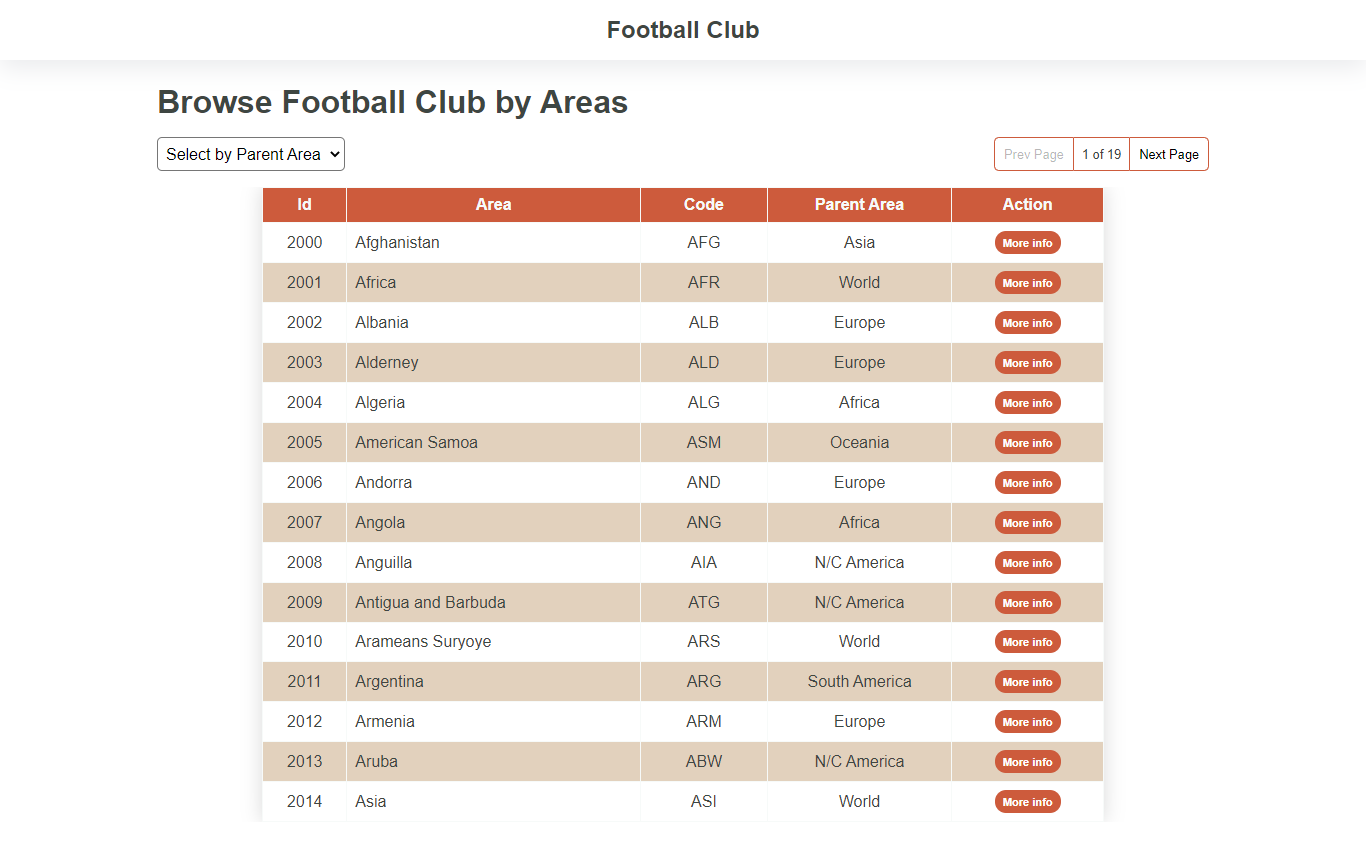 Football Club
Browse Football Club by Areas
Select by Parent Area Prev Page 1 of 19 Next Page
Id Area Code Parent Area Action
2000 Afghanistan AFG Asia More info
2001 Africa AFR World More info
2002 Albania ALB Europe More info
2003 Alderney ALD Europe More info
2004 Algeria ALG Africa More info
2005 American Samoa ASM Oceania More info
2006 Andorra AND Europe More info
2007 Angola ANG Africa More info
2008 Anguilla AIA N/C America More info
2009 Antigua and Barbuda ATG N/C America More info
2010 Arameans Suryoye ARS World More info
2011 Argentina ARG South America More info
2012 Armenia ARM Europe More info
2013 Aruba ABW N/C America More info
2014 Asia ASI World More info